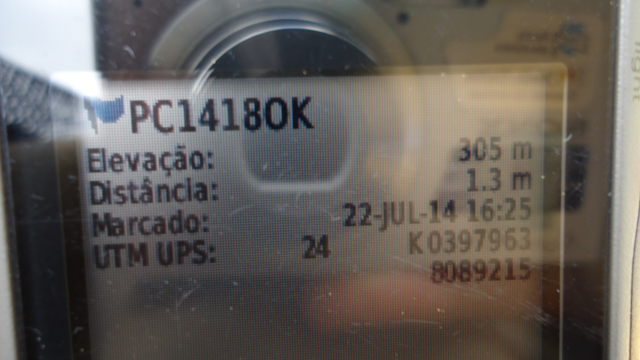 PC1418OK
Elevação: 305 m
Distância: 1.3 m
Marcado: 22-JUL-14 16:25
UTM UPS: 24 K 0397963
8089215